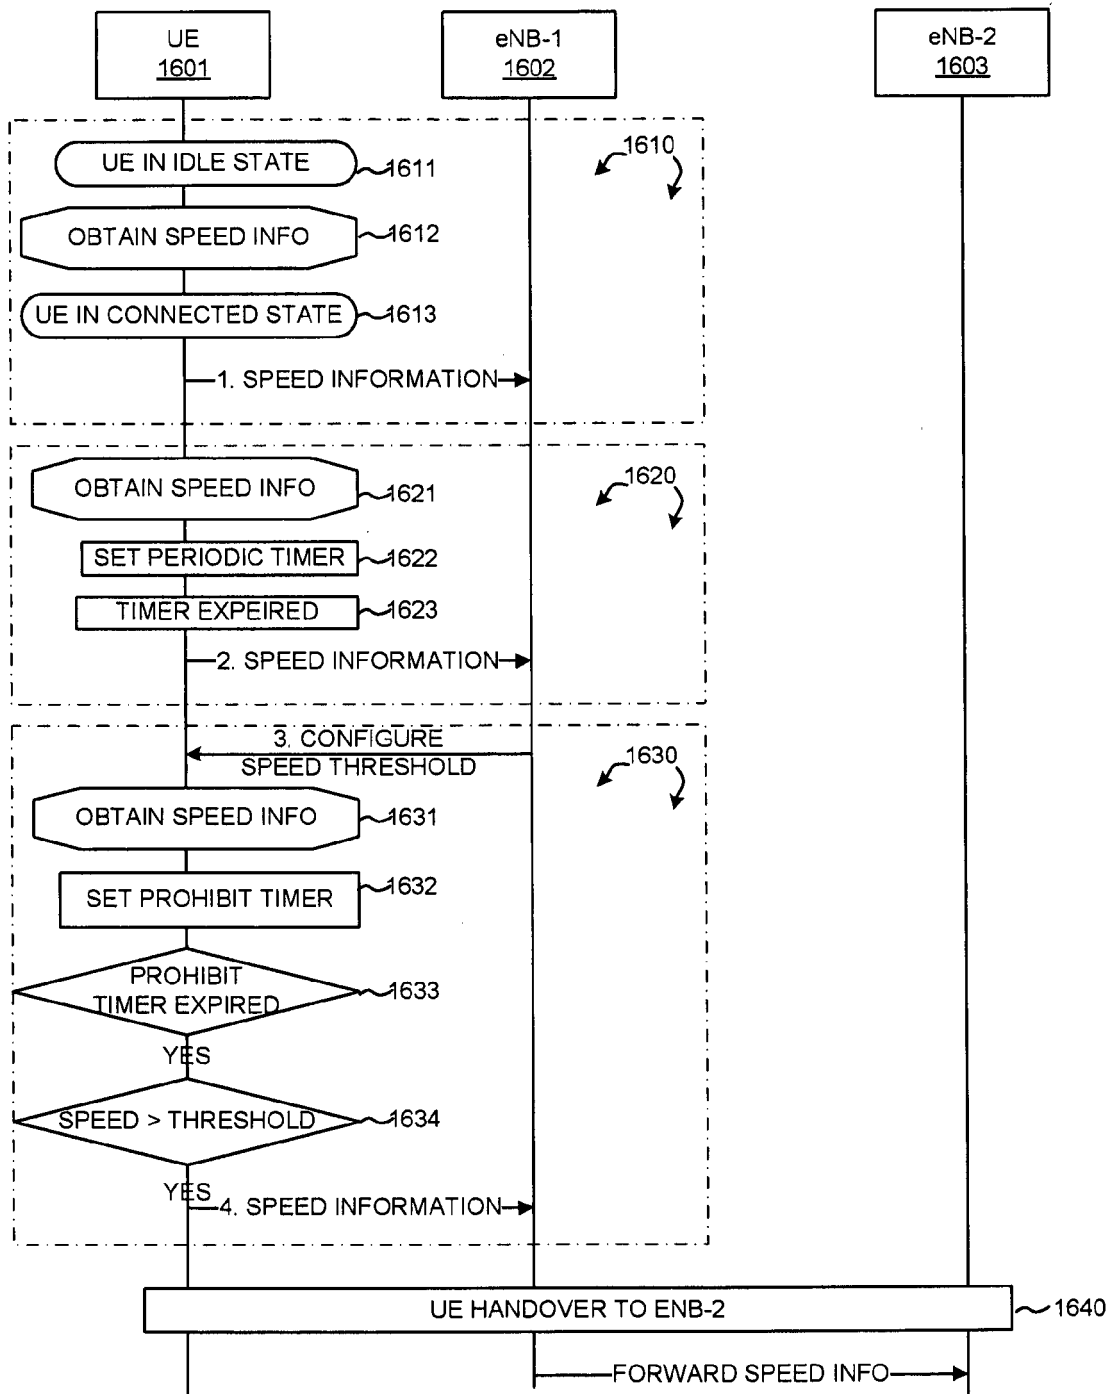 UE
1601
eNB-1
1602
eNB-2
1603
1610
UE IN IDLE STATE
1611
OBTAIN SPEED INFO
1612
UE IN CONNECTED STATE
1613
1. SPEED INFORMATION
1620
OBTAIN SPEED INFO
1621
SET PERIODIC TIMER
1622
TIMER EXPEIRED
1623
2. SPEED INFORMATION
3. CONFIGURE
SPEED THRESHOLD
1630
OBTAIN SPEED INFO
1631
SET PROHIBIT TIMER
1632
PROHIBIT
TIMER EXPIRED
1633
YES
SPEED > THRESHOLD
1634
YES
4. SPEED INFORMATION
UE HANDOVER TO ENB-2
1640
FORWARD SPEED INFO